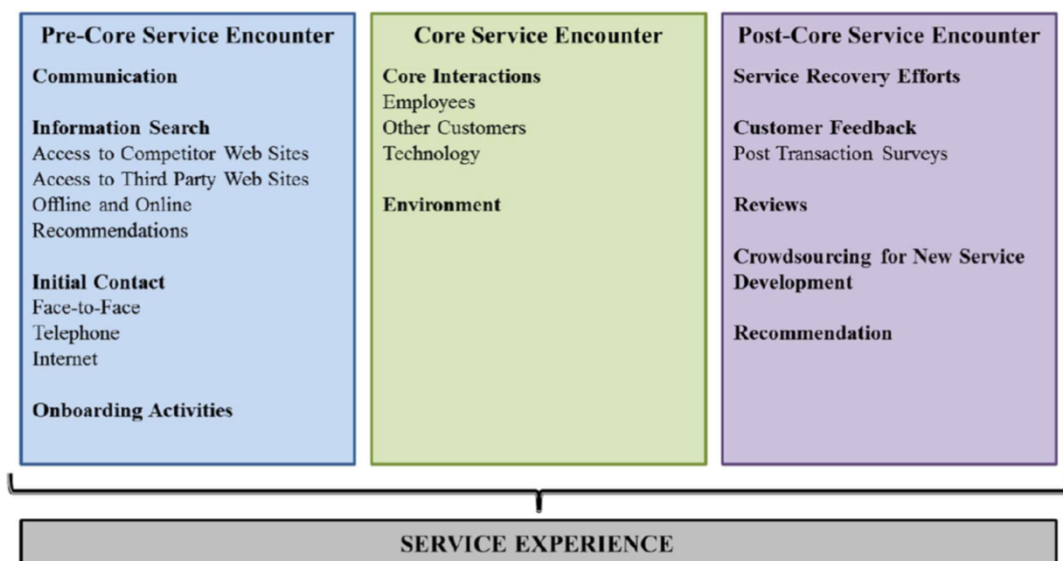 Pre-Core Service Encounter
Communication
Information Search
Access to Competitor Web Sites
Access to Third Party Web Sites
Offline and Online
Recommendations
Initial Contact
Face-to-Face
Telephone
Internet
Onboarding Activities
Core Service Encounter
Core Interactions
Employees
Other Customers
Technology
Environment
Post-Core Service Encounter
Service Recovery Efforts
Customer Feedback
Post Transaction Surveys
Reviews
Crowdsourcing for New Service
Development
Recommendation
SERVICE EXPERIENCE